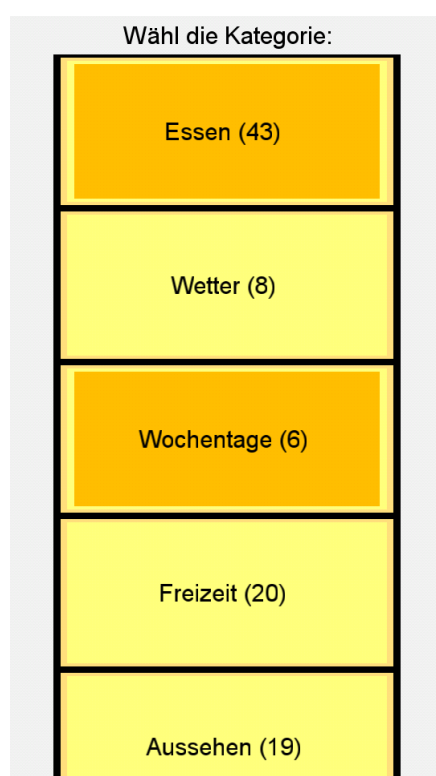 Wähl die Kategorie:
Essen (43)
Wetter (8)
Wochentage (6)
Freizeit (20)
Aussehen (19)